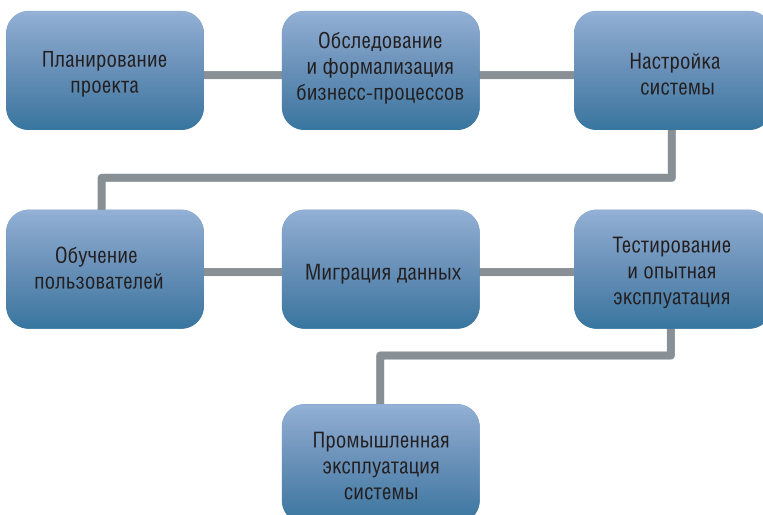 Планирование
проекта
Обследование
и формализация
бизнесс-процессов
Настройка
системы
Обучение
пользователей
Миграция данных
Тестирование
и опытная
эксплуатация
Промышленная
эксплуатация
системы